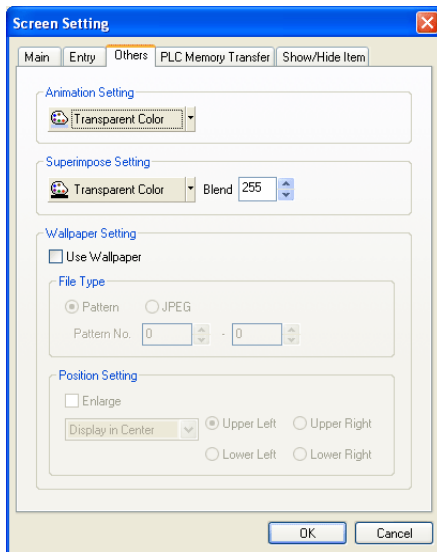 Screen Setting
Main Entry Others PLC Memory Transfer Show/Hide Item
Animation Setting
Transparent Color
Superimpose Setting
Transparent Color Blend 255
Wallpaper Setting
Use Wallpaper
File Type
Pattern JPEG
Pattern No. 0 - 0
Position Setting
Enlarge
Display in Center Upper Left Upper Right
Lower Left Lower Right
OK Cancel